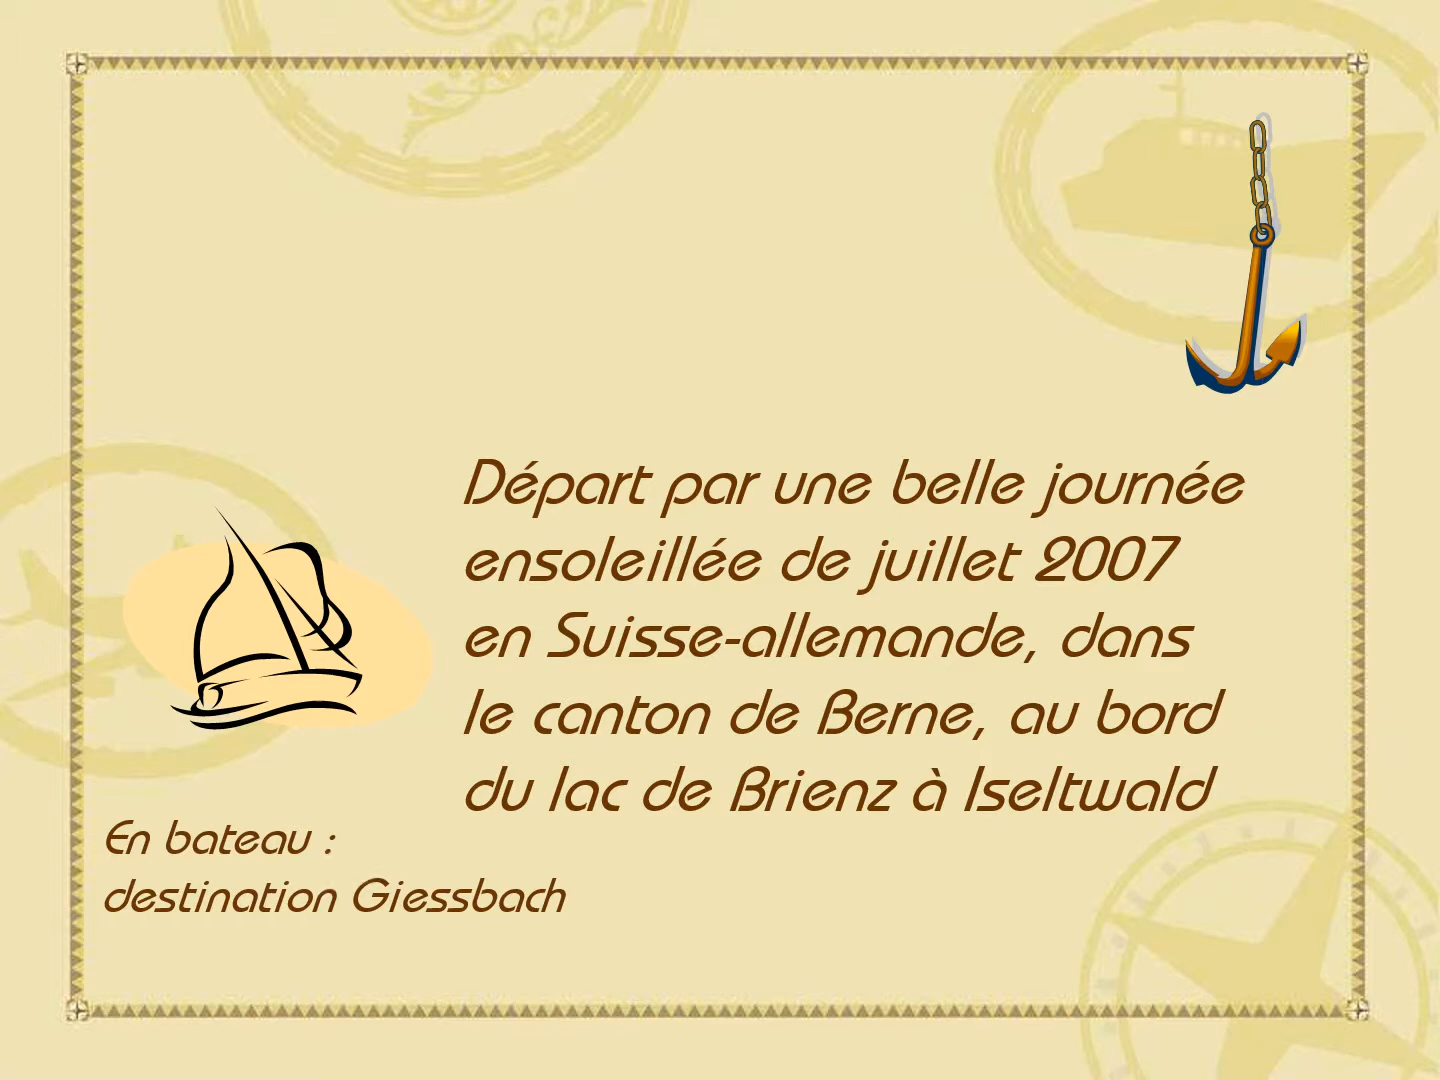 Départ par une belle journée
ensoleillée de juillet 2007
en Suisse-allemande, dans
le canton de Berne, au bord
du lac de Brienz à Iseltwald
En bateau :
destination Giessbach